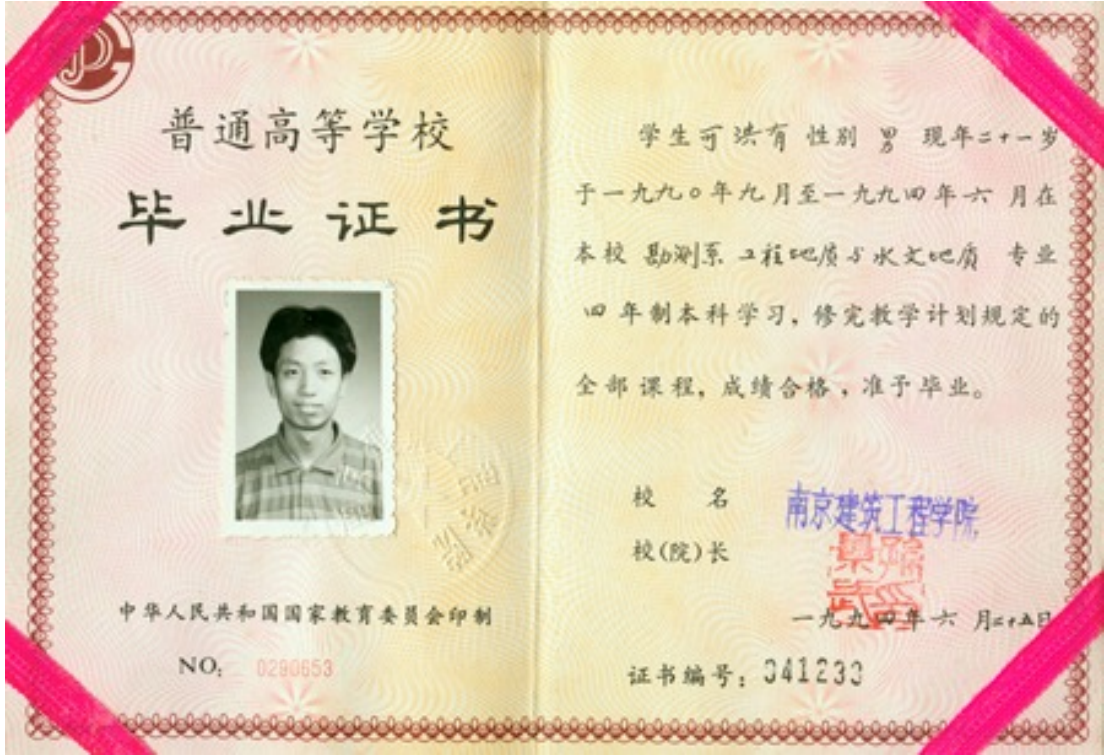 普通高等学校
毕业证书
中华人民共和国国家教育委员会印制
NO: 0290653
学生可洪有 性别 男 现年二十一岁
于一九九〇年九月至一九九四年六 月在
本校 勘测系 工程地质与水文地质 专业
四 年制本科学习，修完教学计划规定的
全部课程，成绩合格，准予毕业。
校 名 南京建筑工程学院
校(院)长
一九九四年六 月二十五日
证书编号: 941233